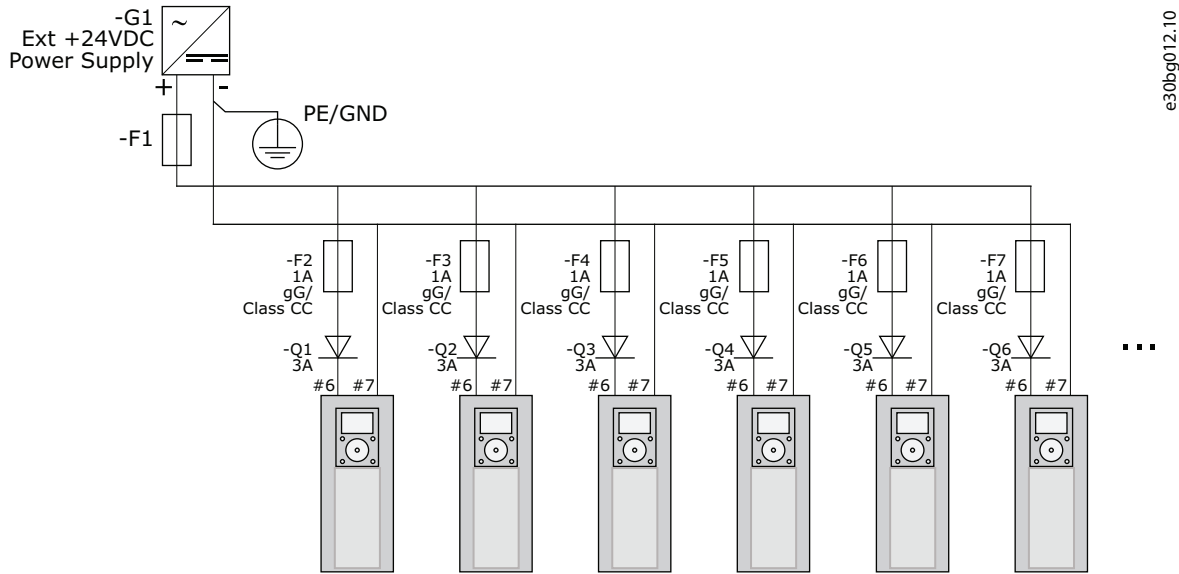 -G1
Ext +24VDC
Power Supply
~
+ -
PE/GND
-F1
e30bg012.10
-F2
1A
gG/
Class CC
-F3
1A
gG/
Class CC
-F4
1A
gG/
Class CC
-F5
1A
gG/
Class CC
-F6
1A
gG/
Class CC
-F7
1A
gG/
Class CC
-Q1
3A
-Q2
3A
-Q3
3A
-Q4
3A
-Q5
3A
-Q6
3A
...
#6 #7
#6 #7
#6 #7
#6 #7
#6 #7
#6 #7